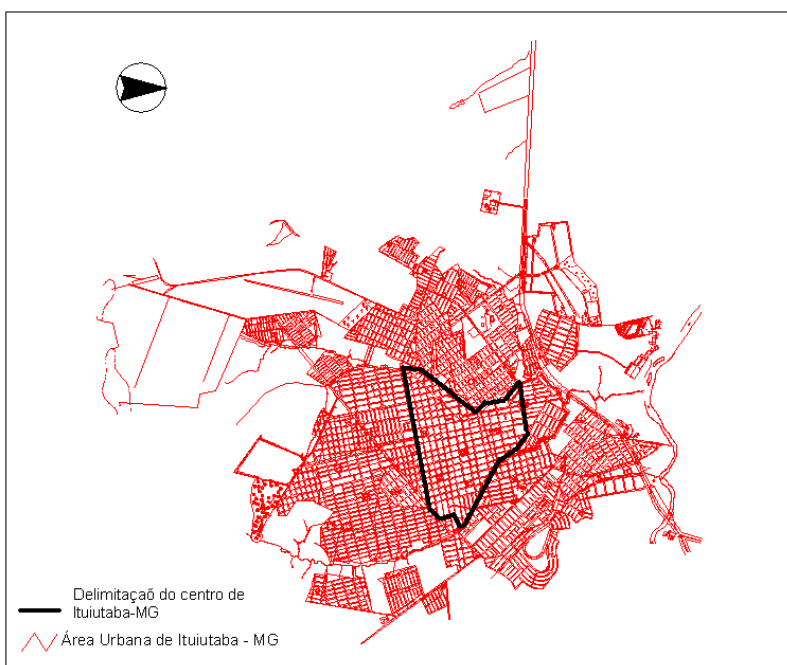 Delimitaçaõ do centro de
Ituiutaba-MG
Área Urbana de Ituiutaba - MG